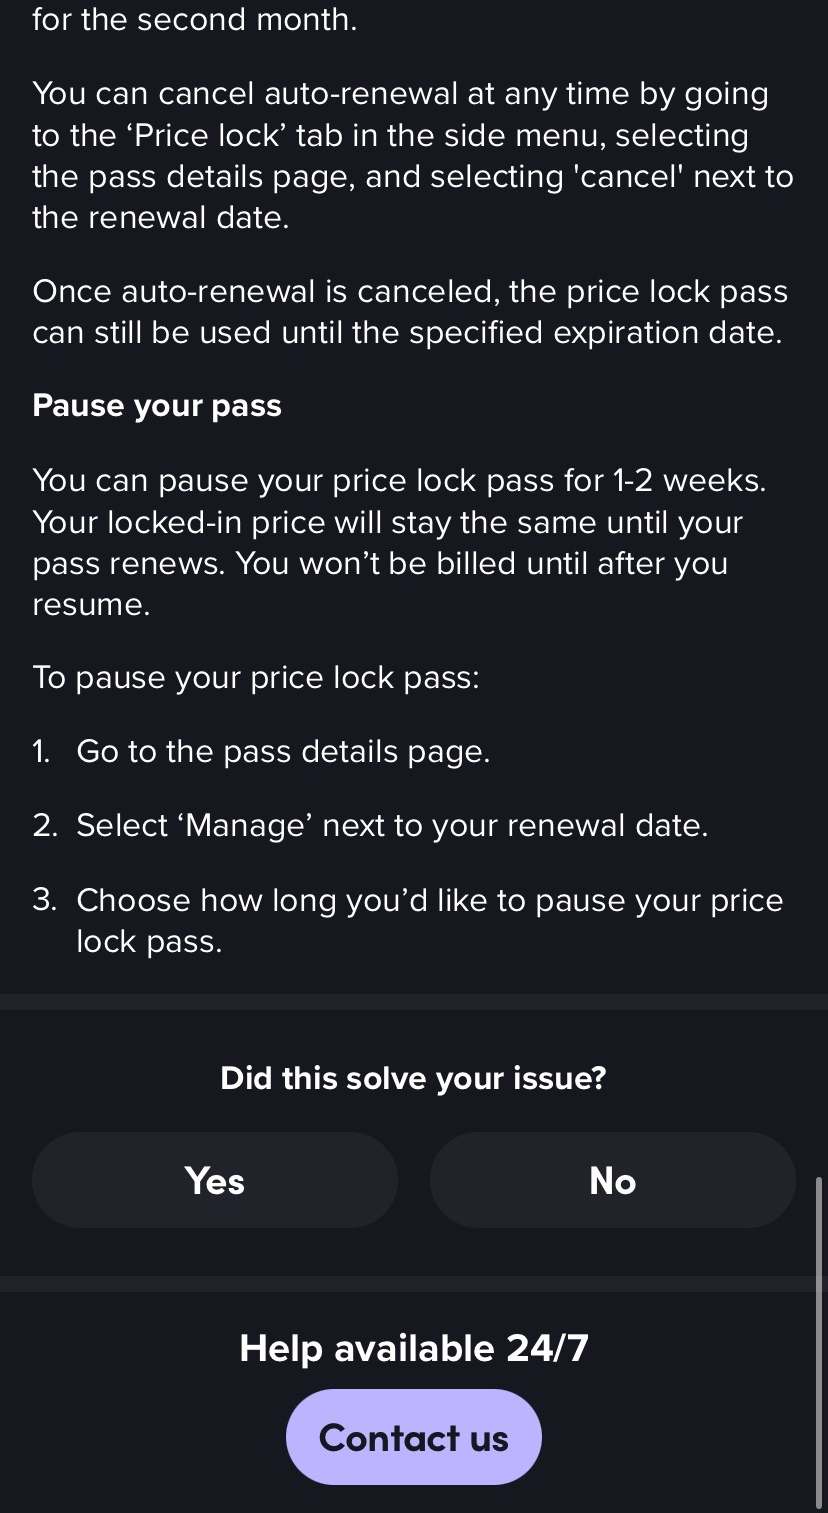 for the second month.
You can cancel auto-renewal at any time by going
to the ‘Price lock’ tab in the side menu, selecting
the pass details page, and selecting 'cancel' next to
the renewal date.
Once auto-renewal is canceled, the price lock pass
can still be used until the specified expiration date.
Pause your pass
You can pause your price lock pass for 1-2 weeks.
Your locked-in price will stay the same until your
pass renews. You won’t be billed until after you
resume.
To pause your price lock pass:
1. Go to the pass details page.
2. Select ‘Manage’ next to your renewal date.
3. Choose how long you’d like to pause your price
lock pass.
Did this solve your issue?
Yes
No
Help available 24/7
Contact us